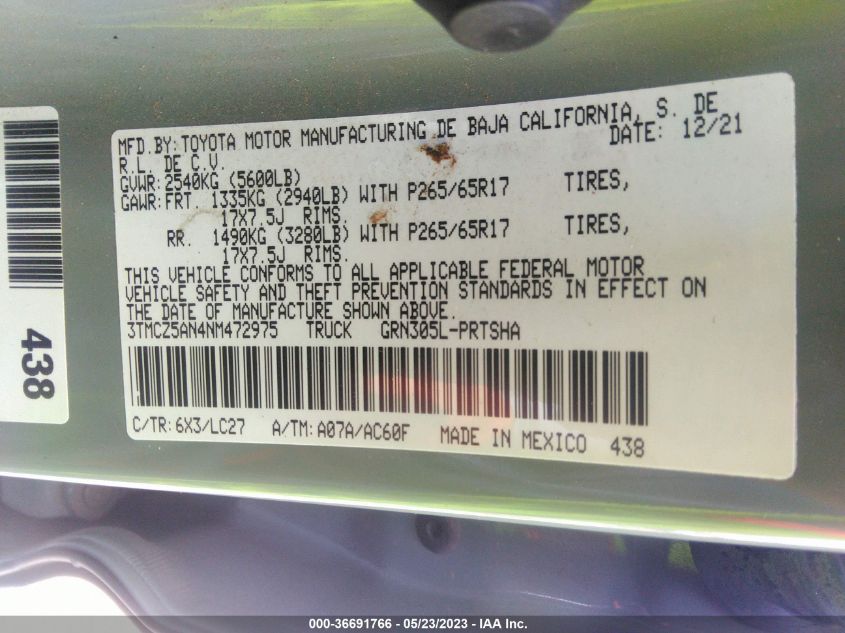 MFD.BY:TOYOTA MOTOR MANUFACTURING DE BAJA CALIFORNIA, S. DE
R.L. DE C.V. DATE: 12/21
GVWR:2540KG (5600LB)
GAWR:FRT. 1335KG (2940LB) WITH P265/65R17 TIRES,
17X7.5J RIMS.
RR. 1490KG (3280LB) WITH P265/65R17 TIRES,
17X7.5J RIMS.
THIS VEHICLE CONFORMS TO ALL APPLICABLE FEDERAL MOTOR
VEHICLE SAFETY AND THEFT PREVENTION STANDARDS IN EFFECT ON
THE DATE OF MANUFACTURE SHOWN ABOVE.
3TMCZ5AN4NM472975 TRUCK GRN305L-PRTSHA
C/TR:6X3/LC27 A/TM:A07A/AC60F MADE IN MEXICO 438
438
000-36691766 — 05/23/2023 — IAA Inc.